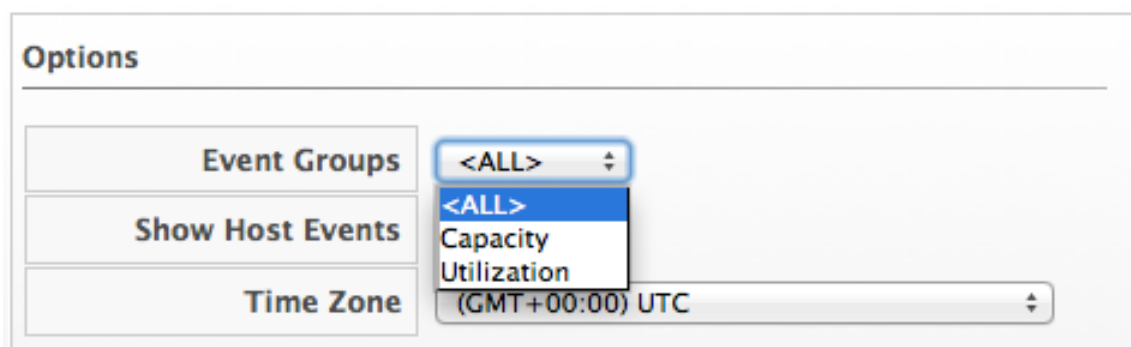 Options
Event Groups <ALL>
<ALL>
Show Host Events Capacity
Utilization
Time Zone (GMT+00:00) UTC